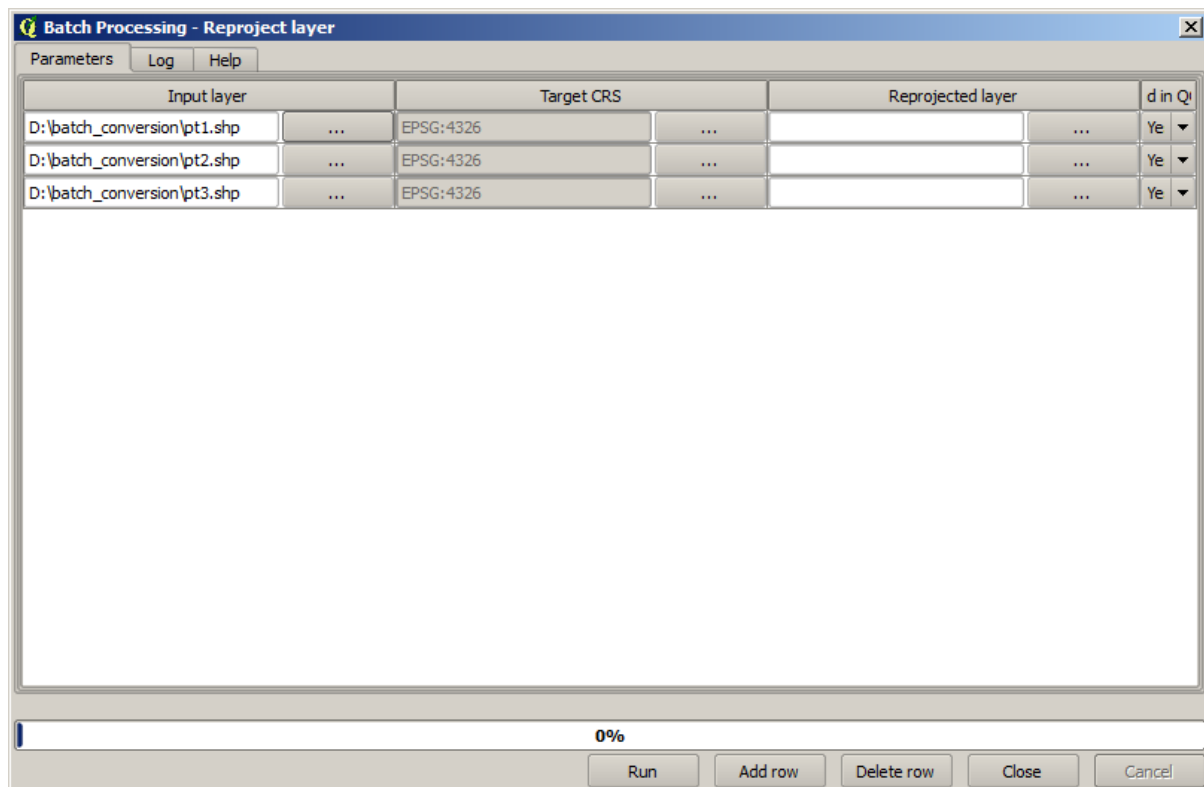 Batch Processing - Reproject layer
Parameters Log Help
Input layer Target CRS Reprojected layer d in Q
D:\batch_conversion\pt1.shp ... EPSG:4326 ... ... Ye
D:\batch_conversion\pt2.shp ... EPSG:4326 ... ... Ye
D:\batch_conversion\pt3.shp ... EPSG:4326 ... ... Ye
0%
Run Add row Delete row Close Cancel